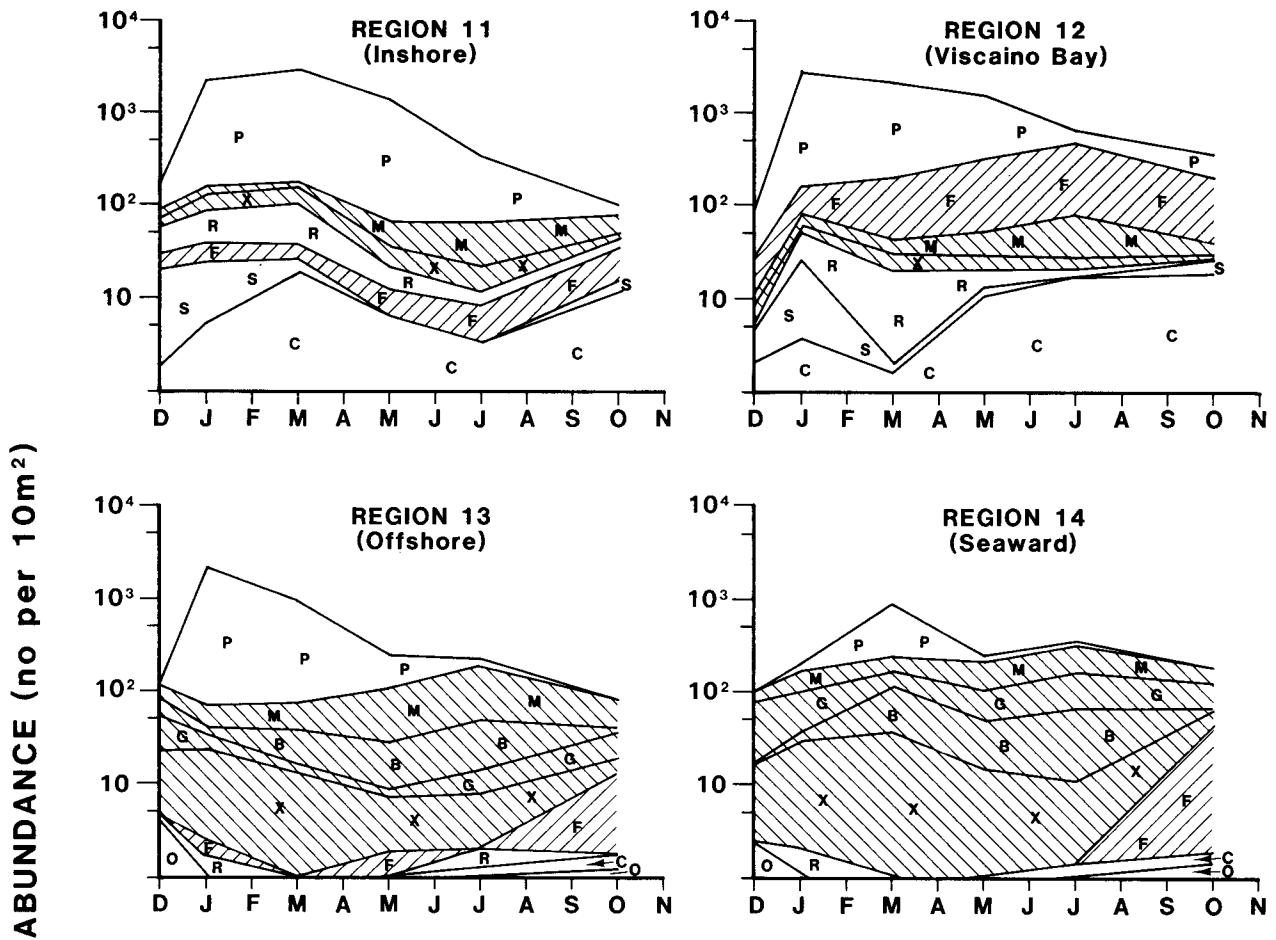 ABUNDANCE (no per 10m²)
REGION 11
(Inshore)
10⁴
10³
10²
10
P
P
P
X
M
M
M
R
R
X
X
F
R
F
F
F
S
S
S
C
C
C
D J F M A M J J A S O N
REGION 12
(Viscaino Bay)
10⁴
10³
10²
10
P
P
P
P
F
F
F
F
M
M
M
X
R
R
R
S
S
S
C
C
C
C
D J F M A M J J A S O N
REGION 13
(Offshore)
10⁴
10³
10²
10
P
P
P
M
M
M
G
B
B
B
G
G
X
X
X
F
F
F
O
R
R
C
O
D J F M A M J J A S O N
REGION 14
(Seaward)
10⁴
10³
10²
10
P
P
M
M
M
G
G
G
B
B
B
X
X
X
X
F
F
O
R
C
O
D J F M A M J J A S O N